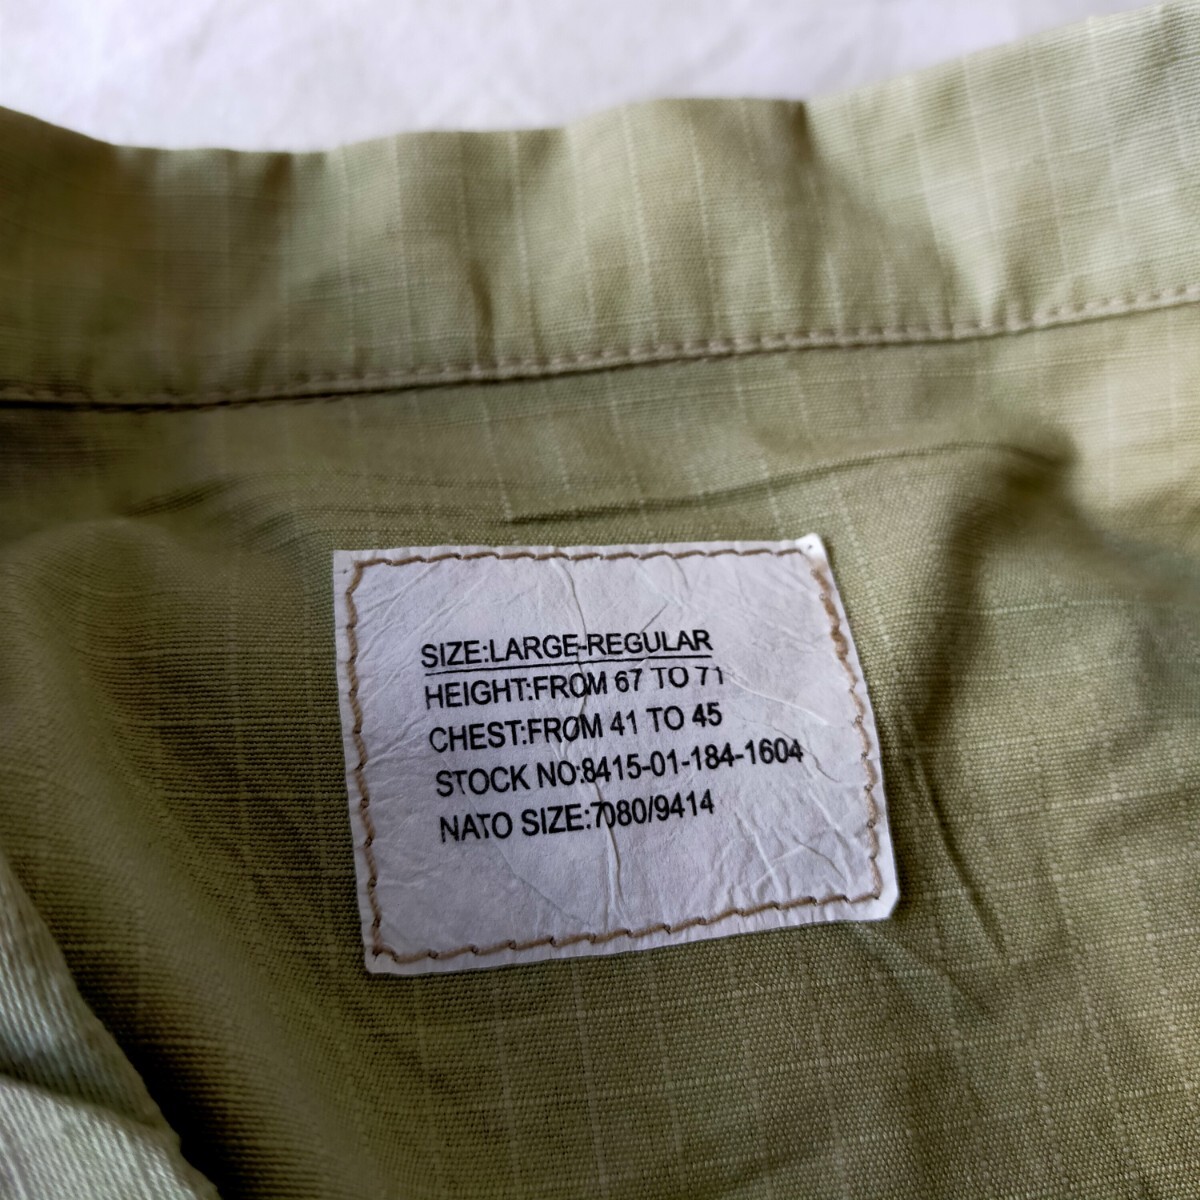 SIZE:LARGE-REGULAR
HEIGHT:FROM 67 TO 71
CHEST:FROM 41 TO 45
STOCK NO:8415-01-184-1604
NATO SIZE:7080/9414